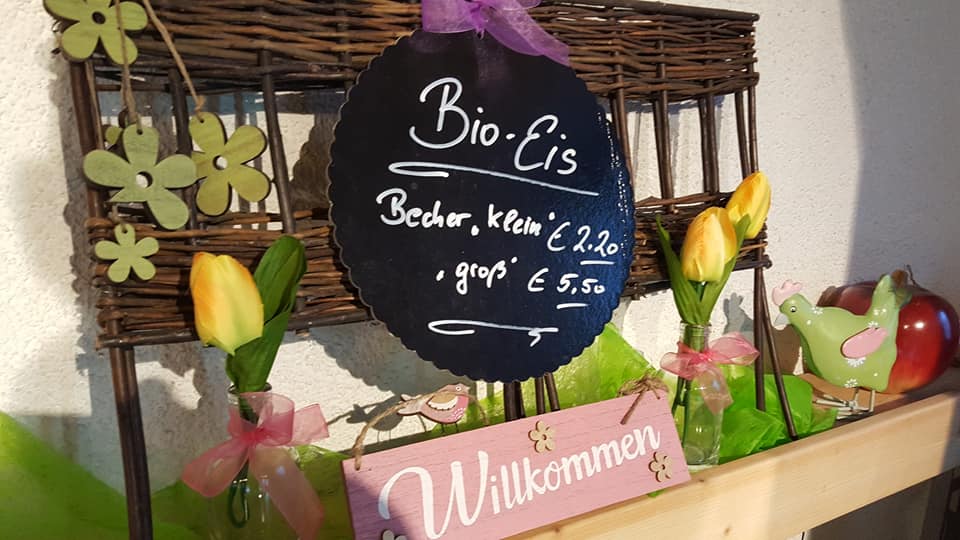 Bio-Eis
Becher „klein“ € 2.20
„groß“ € 5,50
Willkommen